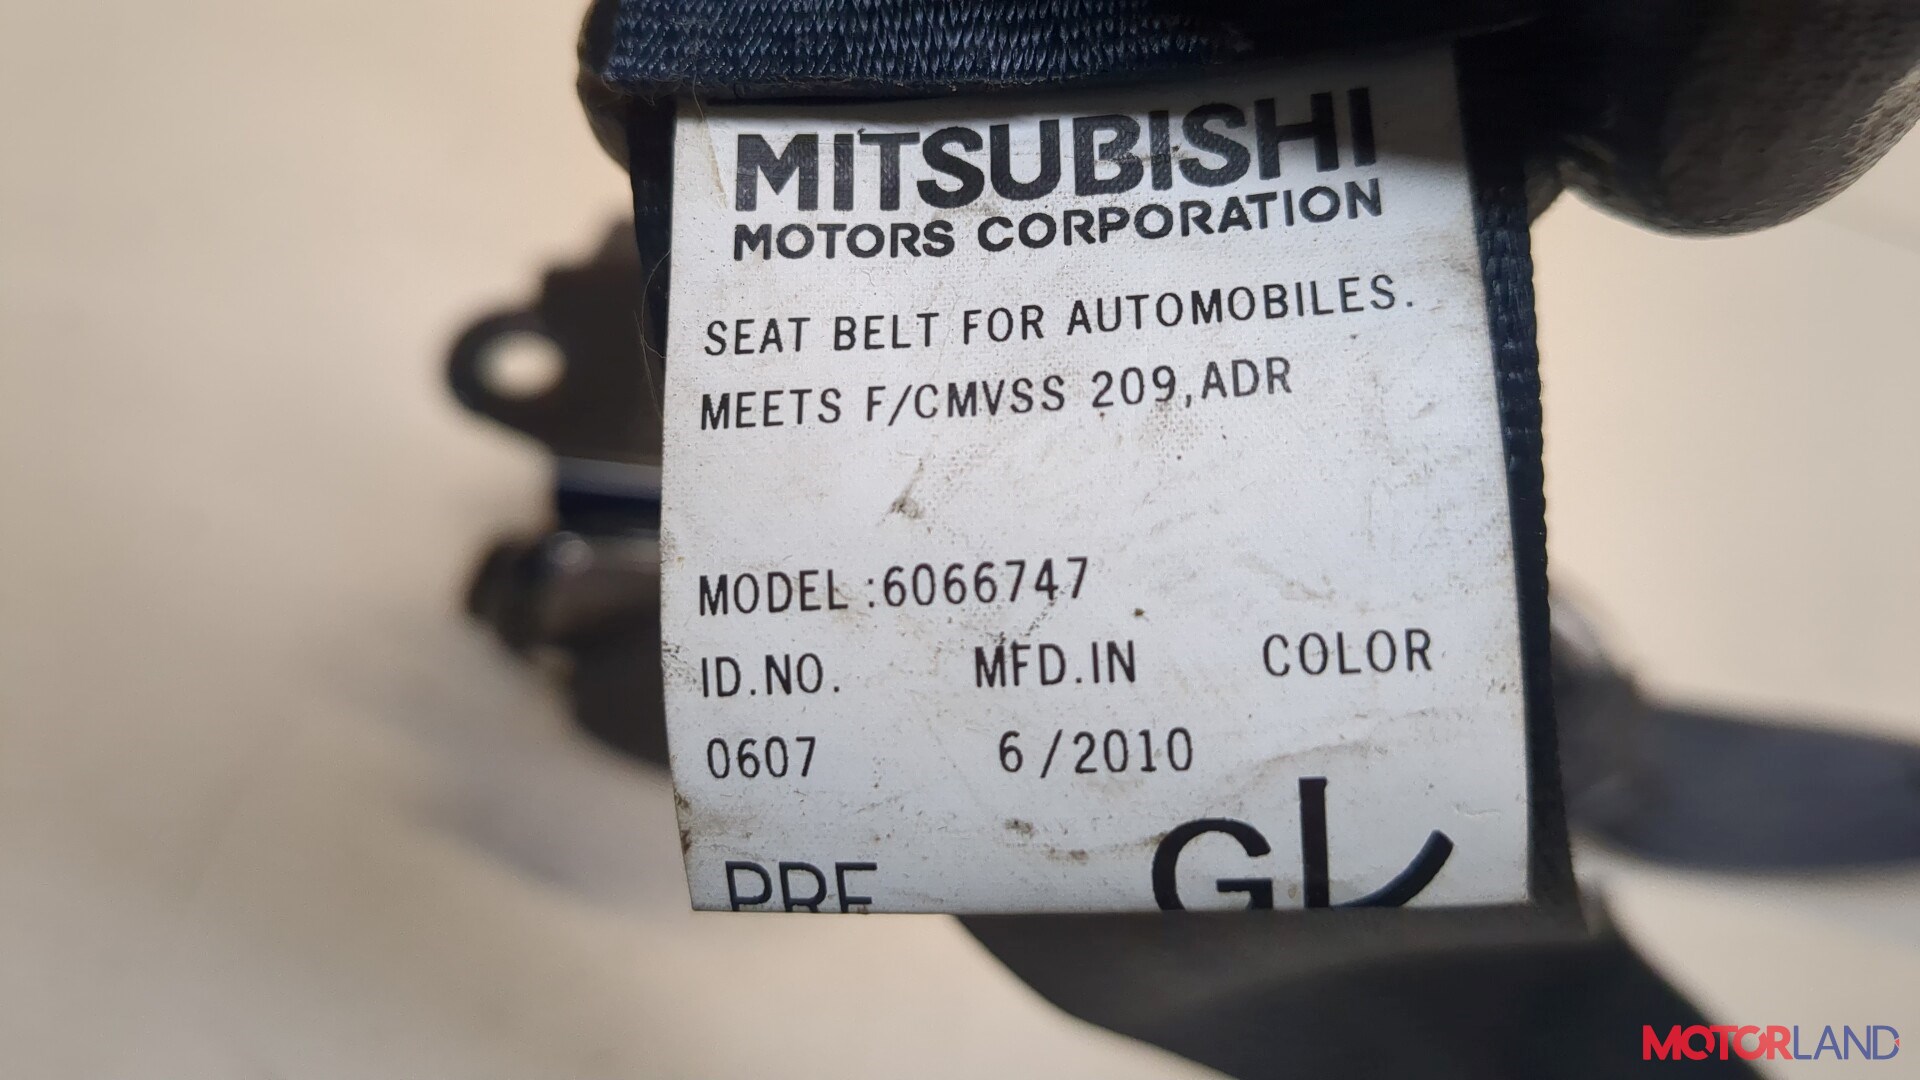 MITSUBISHI
MOTORS CORPORATION
SEAT BELT FOR AUTOMOBILES.
MEETS F/CMVSS 209,ADR
MODEL :6066747
ID.NO. MFD.IN COLOR
0607 6/2010
PRE
MOTORLAND